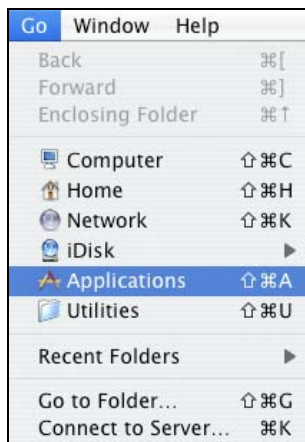 Go Window Help
Back ⌘[
Forward ⌘]
Enclosing Folder ⌘↑
Computer ⇧⌘C
Home ⇧⌘H
Network ⇧⌘K
iDisk ▶
Applications ⇧⌘A
Utilities ⇧⌘U
Recent Folders ▶
Go to Folder... ⇧⌘G
Connect to Server... ⌘K